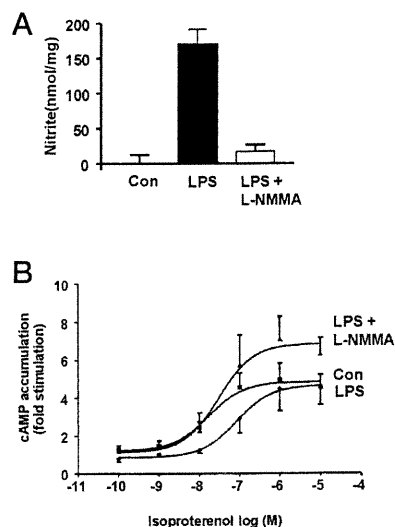 A
Nitrite(nmol/mg)
200
150
100
50
0
Con
LPS
LPS +
L-NMMA
B
cAMP accumulation
(fold stimulation)
10
8
6
4
2
0
LPS +
L-NMMA
Con
LPS
-11 -10 -9 -8 -7 -6 -5 -4
Isoproterenol log (M)